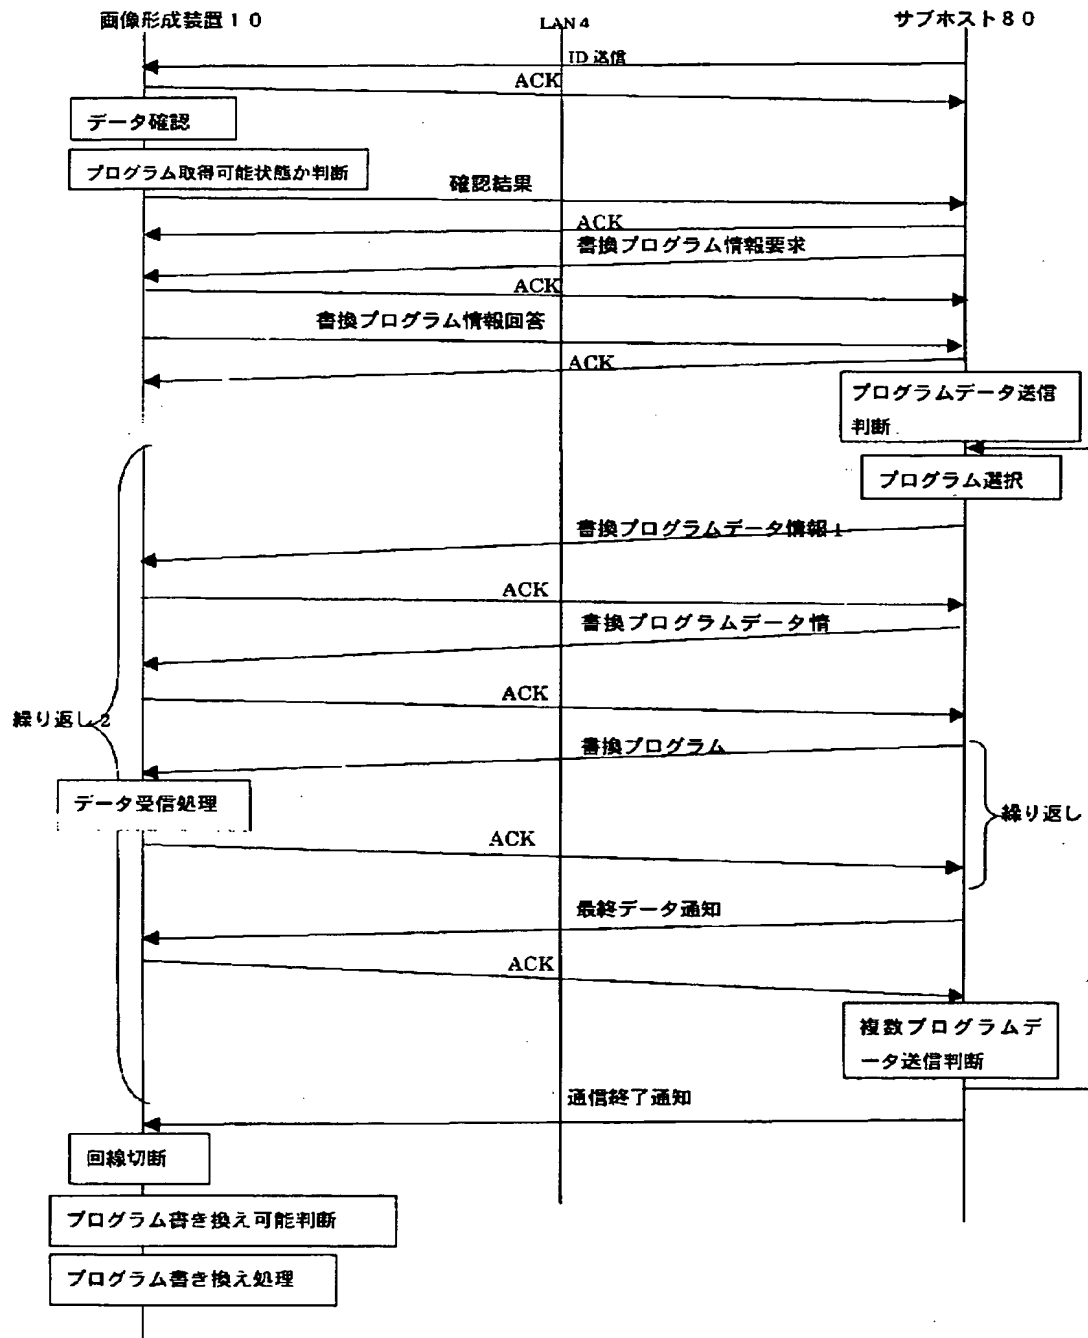 画像形成装置10
LAN4
サブホスト80
ID 送信
ACK
データ確認
プログラム取得可能状態か判断
確認結果
ACK
書換プログラム情報要求
ACK
書換プログラム情報回答
ACK
プログラムデータ送信
判断
プログラム選択
書換プログラムデータ情報1
ACK
書換プログラムデータ情
ACK
繰り返し2
書換プログラム
データ受信処理
繰り返し
ACK
最終データ通知
ACK
複数プログラムデ
ータ送信判断
通信終了通知
回線切断
プログラム書き換え可能判断
プログラム書き換え処理